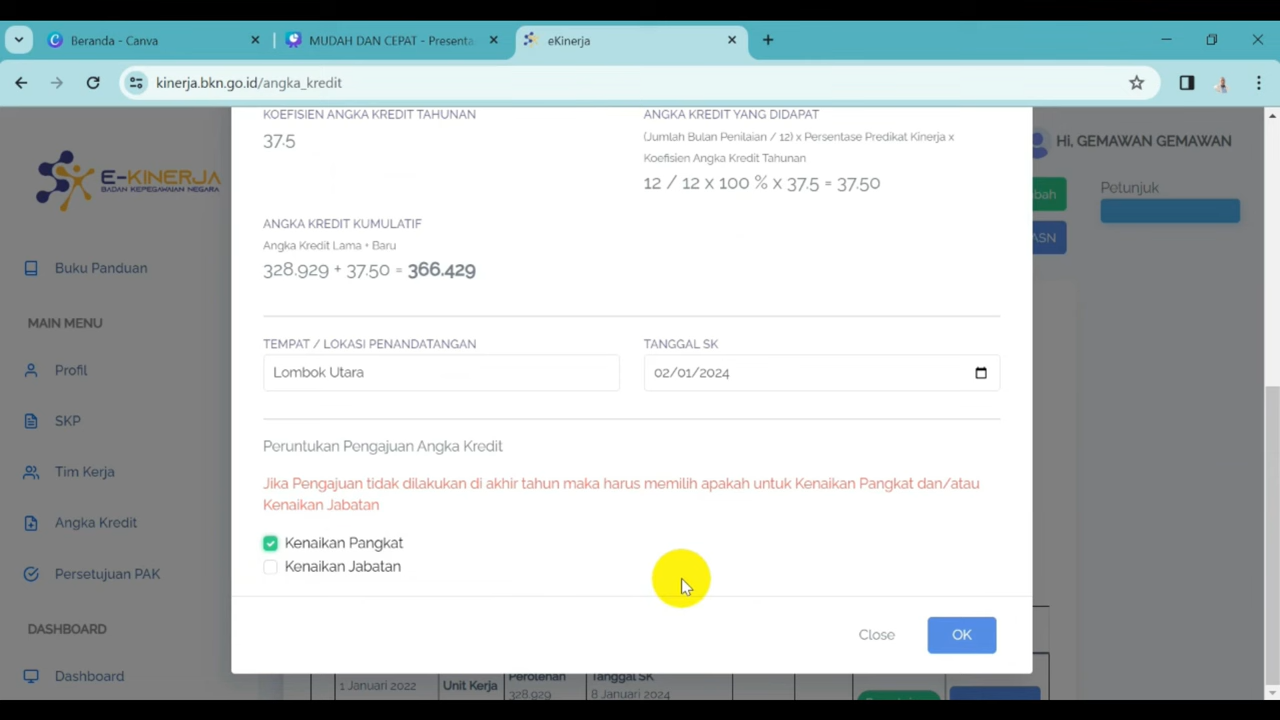 Beranda - Canva
MUDAH DAN CEPAT - Presenta
eKinerja
kinerja.bkn.go.id/angka_kredit
E-KINERJA
BADAN KEPEGAWAIAN NEGARA
Buku Panduan
MAIN MENU
Profil
SKP
Tim Kerja
Angka Kredit
Persetujuan PAK
DASHBOARD
Dashboard
KOEFISIEN ANGKA KREDIT TAHUNAN
37.5
ANGKA KREDIT YANG DIDAPAT
(Jumlah Bulan Penilaian / 12) x Persentase Predikat Kinerja x
Koefisien Angka Kredit Tahunan
12 / 12 x 100 % x 37.5 = 37.50
ANGKA KREDIT KUMULATIF
Angka Kredit Lama + Baru
328.929 + 37.50 = 366.429
TEMPAT / LOKASI PENANDATANGAN
Lombok Utara
TANGGAL SK
02/01/2024
Peruntukan Pengajuan Angka Kredit
Jika Pengajuan tidak dilakukan di akhir tahun maka harus memilih apakah untuk Kenaikan Pangkat dan/atau
Kenaikan Jabatan
Kenaikan Pangkat
Kenaikan Jabatan
Close
OK
Hi, GEMAWAN GEMAWAN
bah
Petunjuk
ASN
1 Januari 2022
Unit Kerja
Perolehan
328.929
Tanggal SK
8 Januari 2024